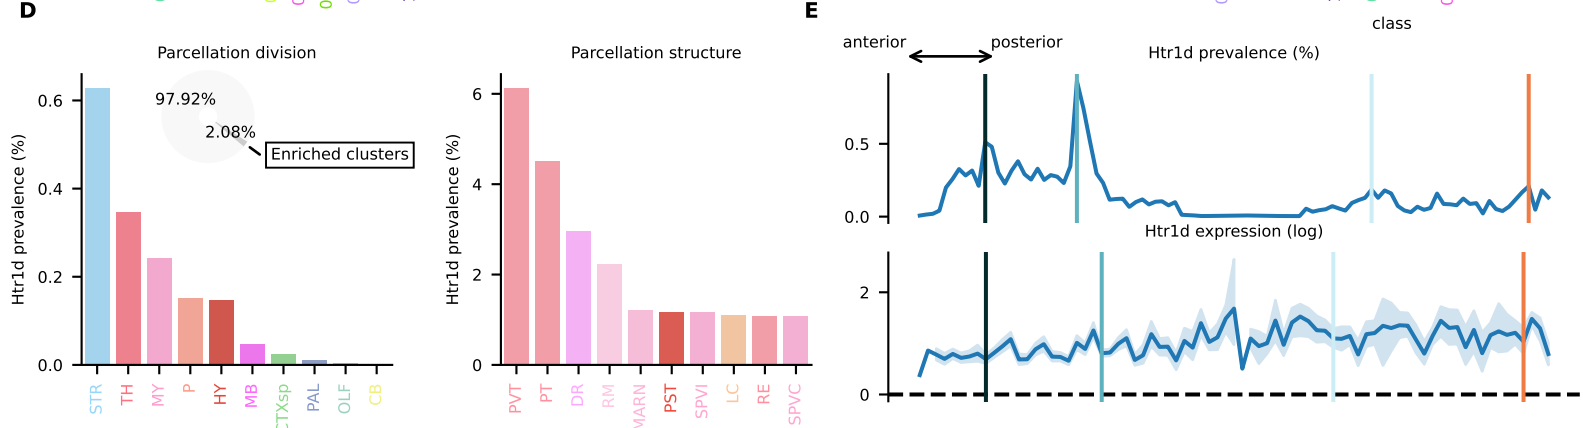 D
E
class
anterior
posterior
Parcellation division
Parcellation structure
Htr1d prevalence (%)
Htr1d prevalence (%)
0.6
0.4
0.2
0.0
97.92%
2.08%
Enriched clusters
STR
TH
MY
P
HY
MB
CTXsp
PAL
OLF
CB
Htr1d prevalence (%)
6
4
2
0
PVT
PT
DR
RM
MARN
PST
SPVI
LC
RE
SPVC
0.5
0.0
Htr1d expression (log)
2
0